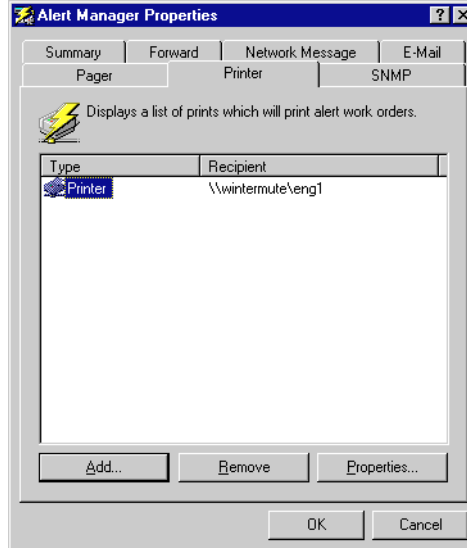 Alert Manager Properties
Summary Forward Network Message E-Mail
Pager Printer SNMP
Displays a list of prints which will print alert work orders.
Type Recipient
Printer \\wintermute\eng1
Add... Remove Properties...
OK Cancel